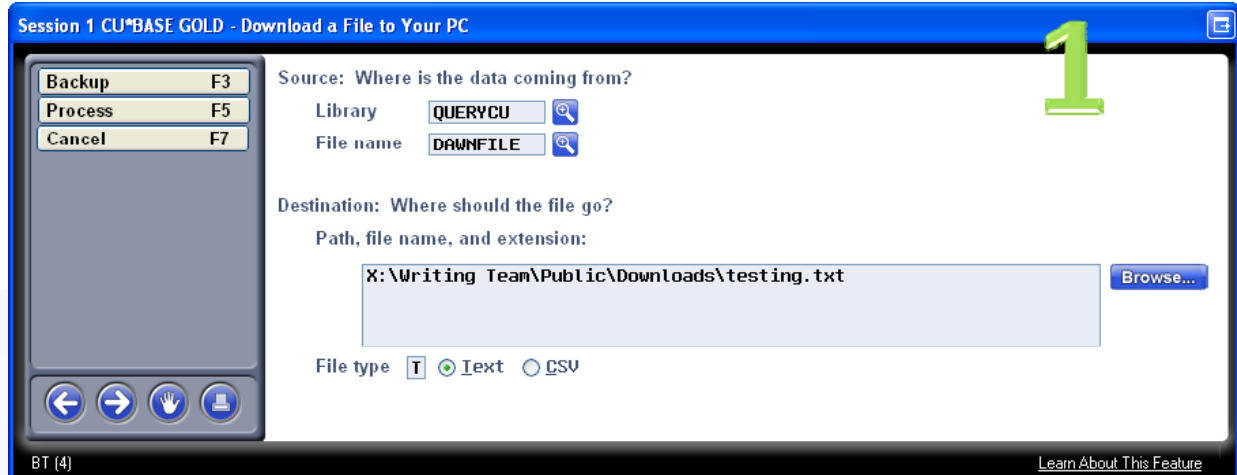 Session 1 CU*BASE GOLD - Download a File to Your PC
1
Backup F3
Process F5
Cancel F7
Source: Where is the data coming from?
Library QUERYCU
File name DAWNFILE
Destination: Where should the file go?
Path, file name, and extension:
X:\Writing Team\Public\Downloads\testing.txt
Browse...
File type T Text CSV
BT (4)
Learn About This Feature